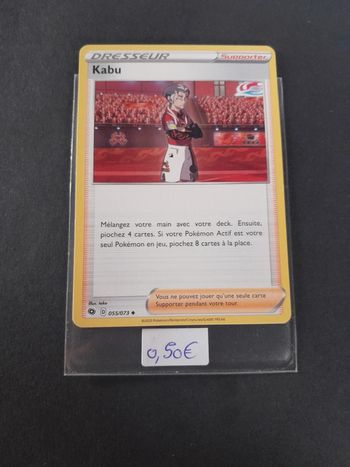 DRESSEUR
Supporter
Kabu
Mélangez votre main avec votre deck. Ensuite,
piochez 4 cartes. Si votre Pokémon Actif est votre
seul Pokémon en jeu, piochez 8 cartes à la place.
Illus. take
Vous ne pouvez jouer qu'une seule carte
Supporter pendant votre tour.
D 055/073
0,50€